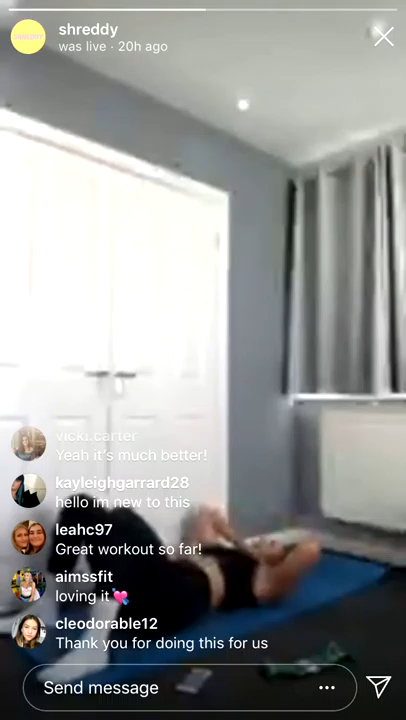 shreddy
was live · 20h ago
SHREDDY
vicki.carter
Yeah it's much better!
kayleighgarrard28
hello im new to this
leahc97
Great workout so far!
aimssfit
loving it 💘
cleodorable12
Thank you for doing this for us
Send message